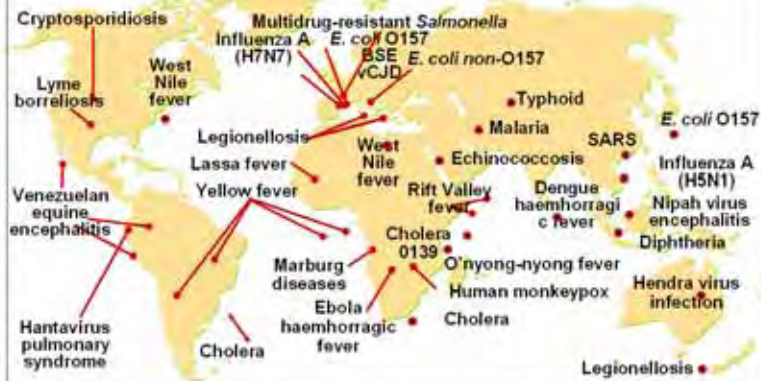 Cryptosporidiosis
Multidrug-resistant Salmonella
Influenza A
(H7N7)
E. coli O157
BSE
vCJD
E. coli non-O157
West
Nile
fever
Lyme
borreliosis
Typhoid
E. coli O157
Malaria
Legionellosis
SARS
West
Nile
fever
Echinococcosis
Lassa fever
Influenza A
(H5N1)
Yellow fever
Rift Valley
fever
Dengue
haemhorragi
c fever
Venezuelan
equine
encephalitis
Nipah virus
encephalitis
Cholera
0139
Diphtheria
O'nyong-nyong fever
Marburg
diseases
Human monkeypox
Hendra virus
infection
Ebola
haemhorragic
fever
Hantavirus
pulmonary
syndrome
Cholera
Cholera
Legionellosis